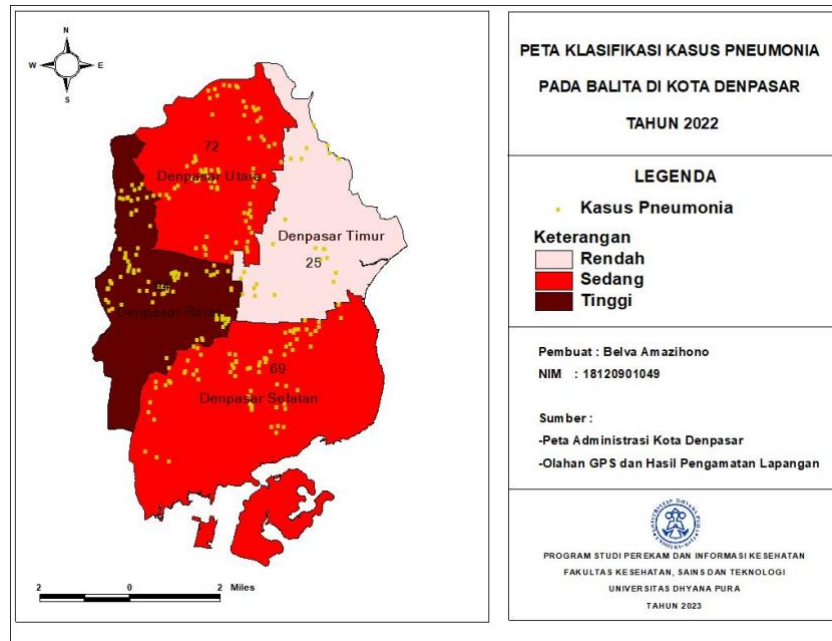 N
W E
S
72
Denpasar Utara
Denpasar Timur
25
Denpasar Barat
69
Denpasar Selatan
2 0 2 Miles
PETA KLASIFIKASI KASUS PNEUMONIA
PADA BALITA DI KOTA DENPASAR
TAHUN 2022
LEGENDA
Kasus Pneumonia
Keterangan
Rendah
Sedang
Tinggi
Pembuat : Belva Amazihono
NIM : 18120901049
Sumber :
-Peta Administrasi Kota Denpasar
-Olahan GPS dan Hasil Pengamatan Lapangan
PROGRAM STUDI PEREKAM DAN INFORMASI KESEHATAN
FAKULTAS KESEHATAN, SAINS DAN TEKNOLOGI
UNIVERSITAS DHYANA PURA
TAHUN 2023